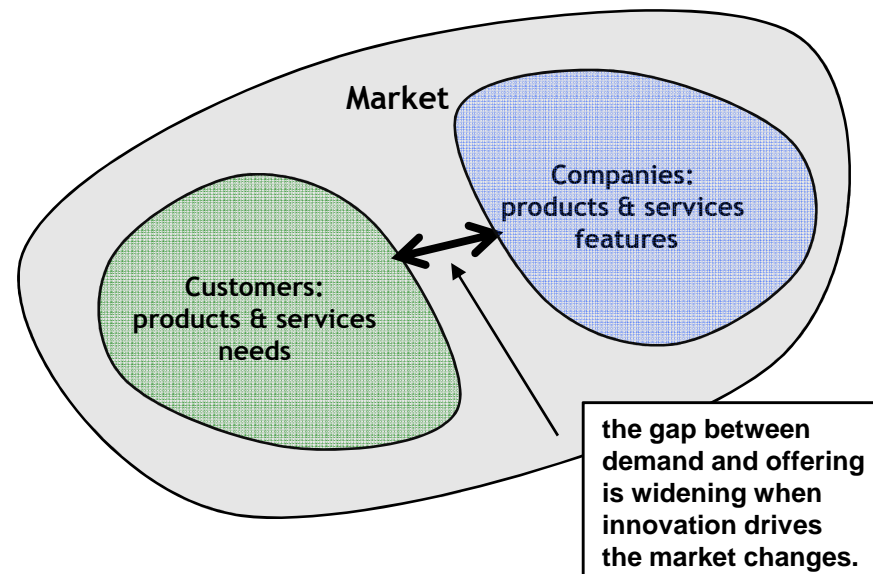 Market
Companies:
products & services
features
Customers:
products & services
needs
the gap between
demand and offering
is widening when
innovation drives
the market changes.